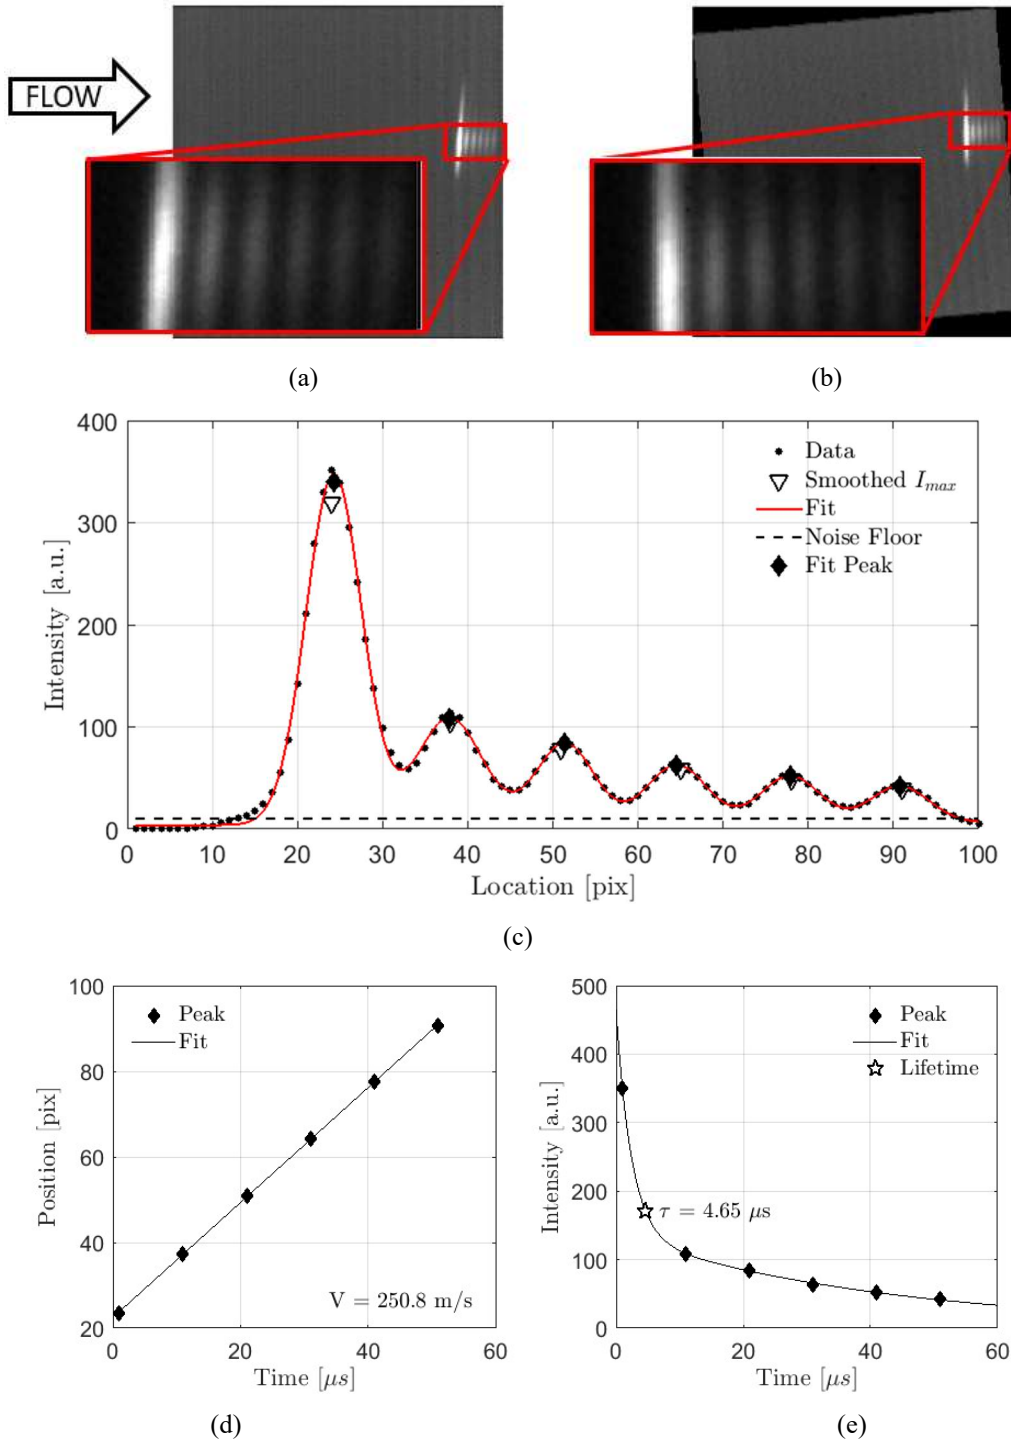 FLOW
(a)
(b)
400
300
200
100
0
Intensity [a.u.]
Data
Smoothed I_max
Fit
Noise Floor
Fit Peak
0 10 20 30 40 50 60 70 80 90 100
Location [pix]
(c)
100
80
60
40
20
Position [pix]
Peak
Fit
V = 250.8 m/s
0 20 40 60
Time [μs]
(d)
500
400
300
200
100
0
Intensity [a.u.]
Peak
Fit
Lifetime
τ = 4.65 μs
0 20 40 60
Time [μs]
(e)